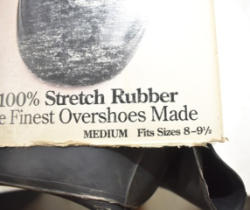 100% Stretch Rubber
e Finest Overshoes Made
MEDIUM Fits Sizes 8-9½